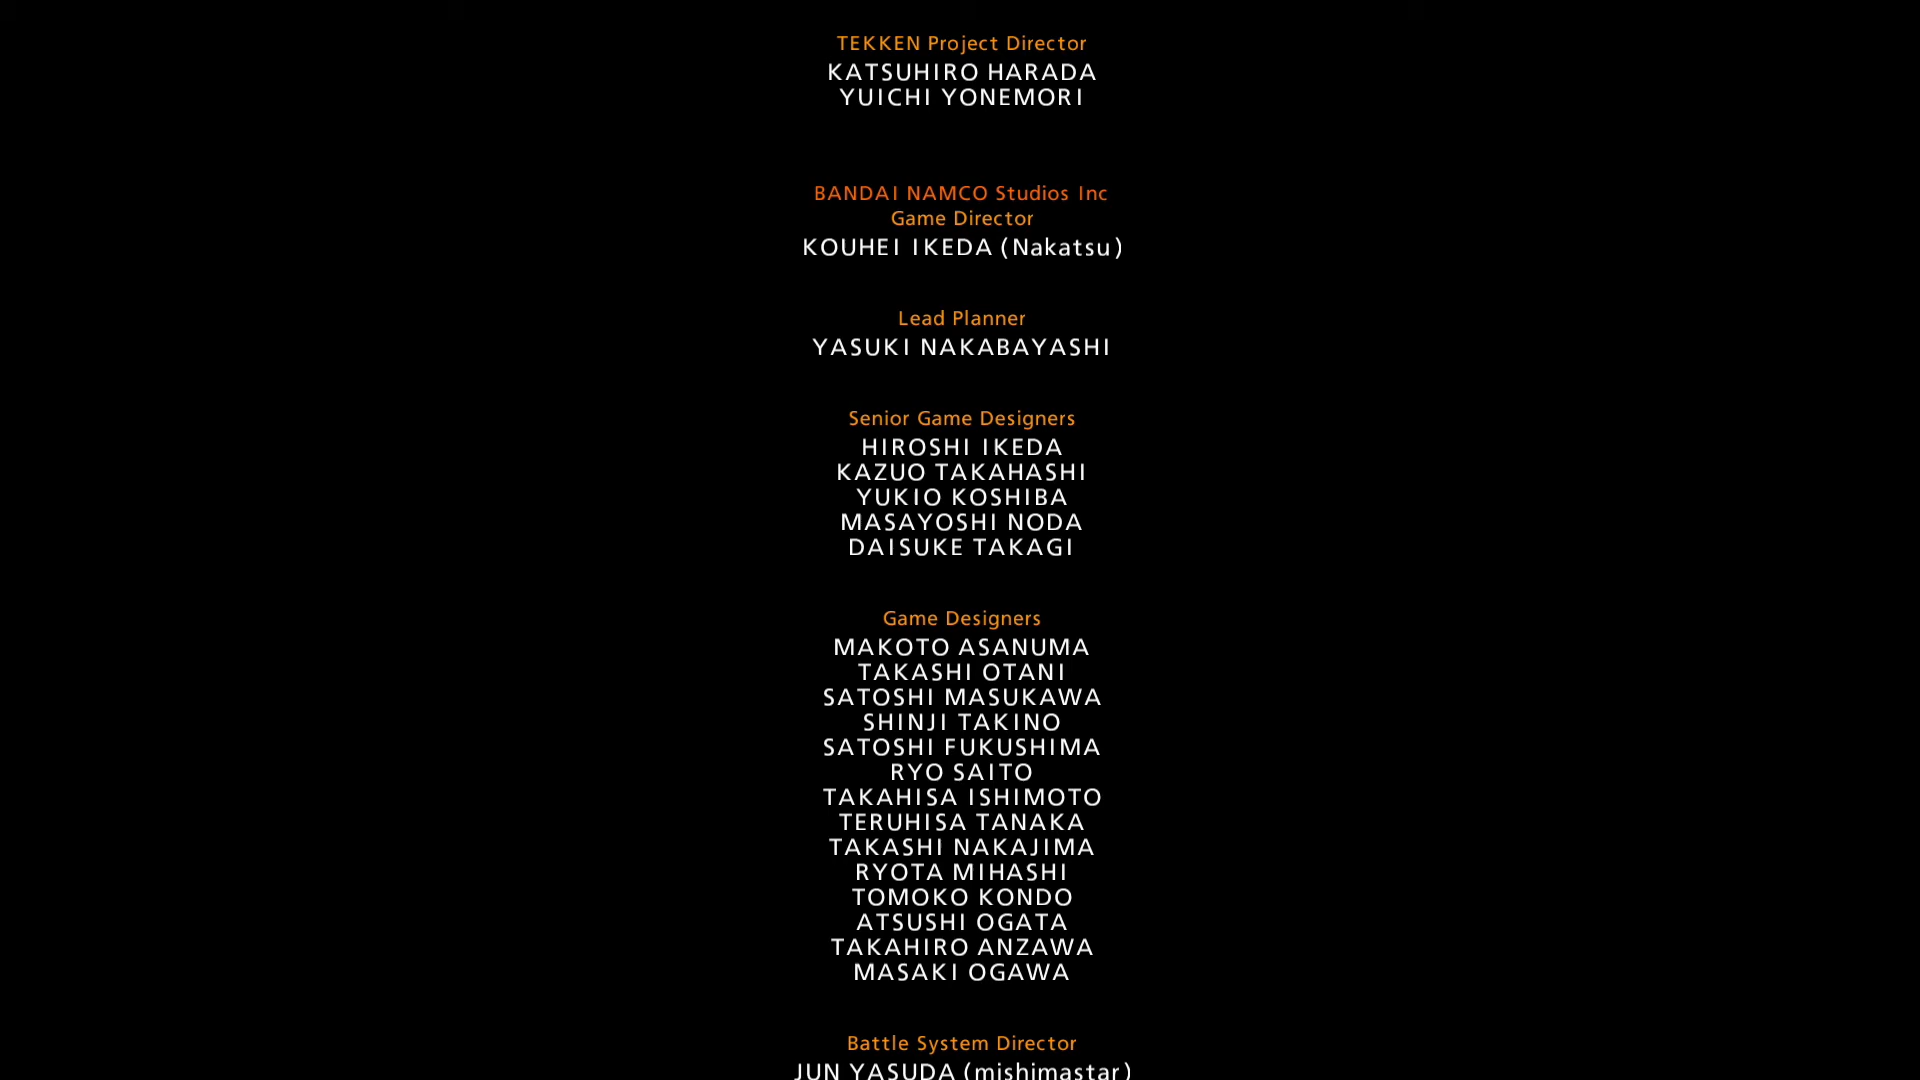 TEKKEN Project Director
KATSUHIRO HARADA
YUICHI YONEMORI
BANDAI NAMCO Studios Inc
Game Director
KOUHEI IKEDA (Nakatsu)
Lead Planner
YASUKI NAKABAYASHI
Senior Game Designers
HIROSHI IKEDA
KAZUO TAKAHASHI
YUKIO KOSHIBA
MASAYOSHI NODA
DAISUKE TAKAGI
Game Designers
MAKOTO ASANUMA
TAKASHI OTANI
SATOSHI MASUKAWA
SHINJI TAKINO
SATOSHI FUKUSHIMA
RYO SAITO
TAKAHISA ISHIMOTO
TERUHISA TANAKA
TAKASHI NAKAJIMA
RYOTA MIHASHI
TOMOKO KONDO
ATSUSHI OGATA
TAKAHIRO ANZAWA
MASAKI OGAWA
Battle System Director
JUN YASUDA (mishimastar)